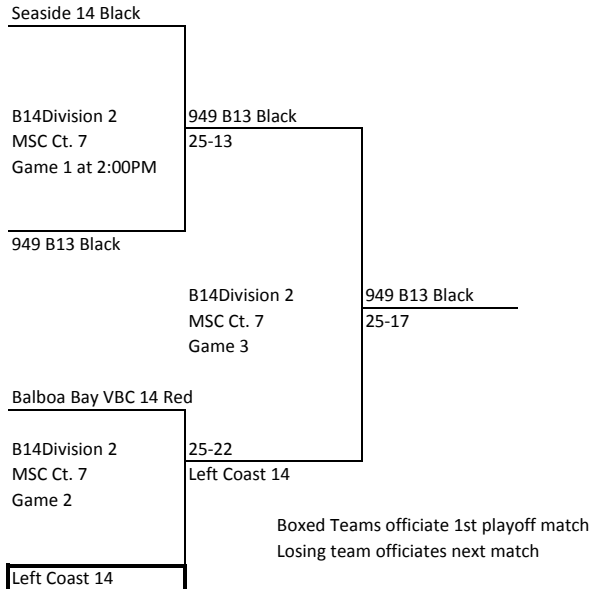 Seaside 14 Black
B14Division 2
MSC Ct. 7
Game 1 at 2:00PM
949 B13 Black
25-13
949 B13 Black
B14Division 2
MSC Ct. 7
Game 3
949 B13 Black
25-17
Balboa Bay VBC 14 Red
B14Division 2
MSC Ct. 7
Game 2
25-22
Left Coast 14
Boxed Teams officiate 1st playoff match
Losing team officiates next match
Left Coast 14